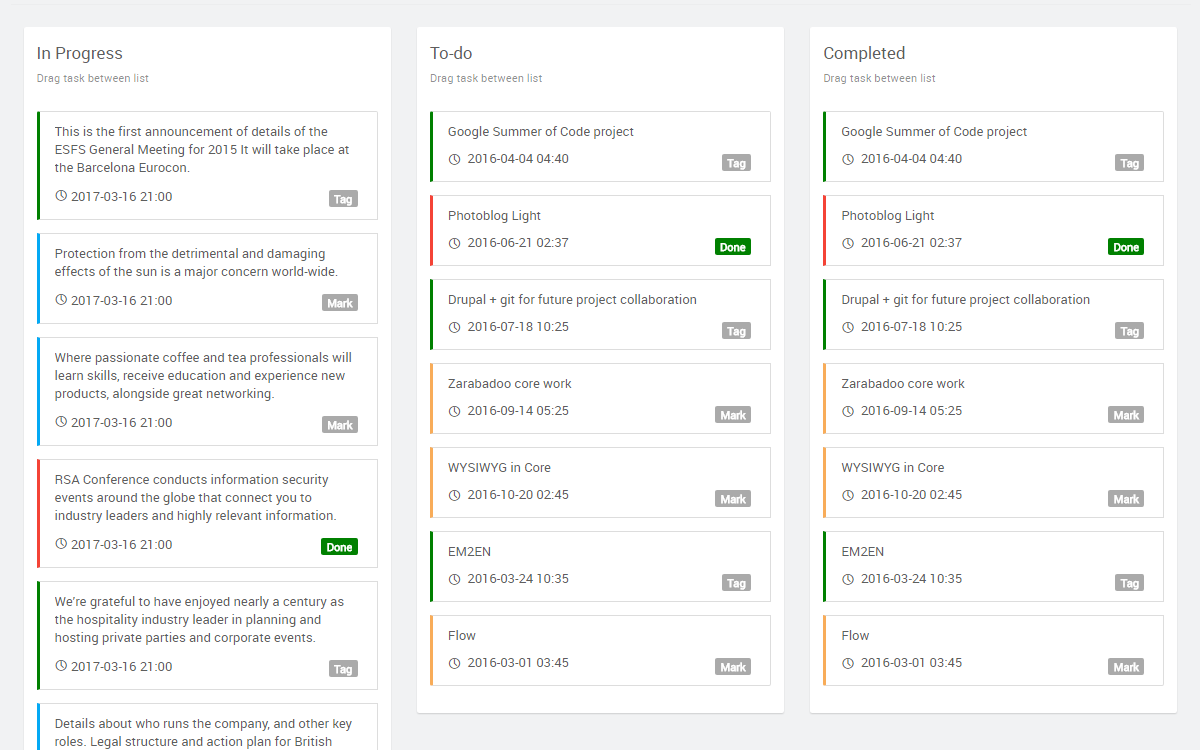 In Progress
Drag task between list
This is the first announcement of details of the
ESFS General Meeting for 2015 It will take place at
the Barcelona Eurocon.
2017-03-16 21:00
Tag
Protection from the detrimental and damaging
effects of the sun is a major concern world-wide.
2017-03-16 21:00
Mark
Where passionate coffee and tea professionals will
learn skills, receive education and experience new
products, alongside great networking.
2017-03-16 21:00
Mark
RSA Conference conducts information security
events around the globe that connect you to
industry leaders and highly relevant information.
2017-03-16 21:00
Done
We're grateful to have enjoyed nearly a century as
the hospitality industry leader in planning and
hosting private parties and corporate events.
2017-03-16 21:00
Tag
Details about who runs the company, and other key
roles. Legal structure and action plan for British
To-do
Drag task between list
Google Summer of Code project
2016-04-04 04:40
Tag
Photoblog Light
2016-06-21 02:37
Done
Drupal + git for future project collaboration
2016-07-18 10:25
Tag
Zarabadoo core work
2016-09-14 05:25
Mark
WYSIWYG in Core
2016-10-20 02:45
Mark
EM2EN
2016-03-24 10:35
Tag
Flow
2016-03-01 03:45
Mark
Completed
Drag task between list
Google Summer of Code project
2016-04-04 04:40
Tag
Photoblog Light
2016-06-21 02:37
Done
Drupal + git for future project collaboration
2016-07-18 10:25
Tag
Zarabadoo core work
2016-09-14 05:25
Mark
WYSIWYG in Core
2016-10-20 02:45
Mark
EM2EN
2016-03-24 10:35
Tag
Flow
2016-03-01 03:45
Mark